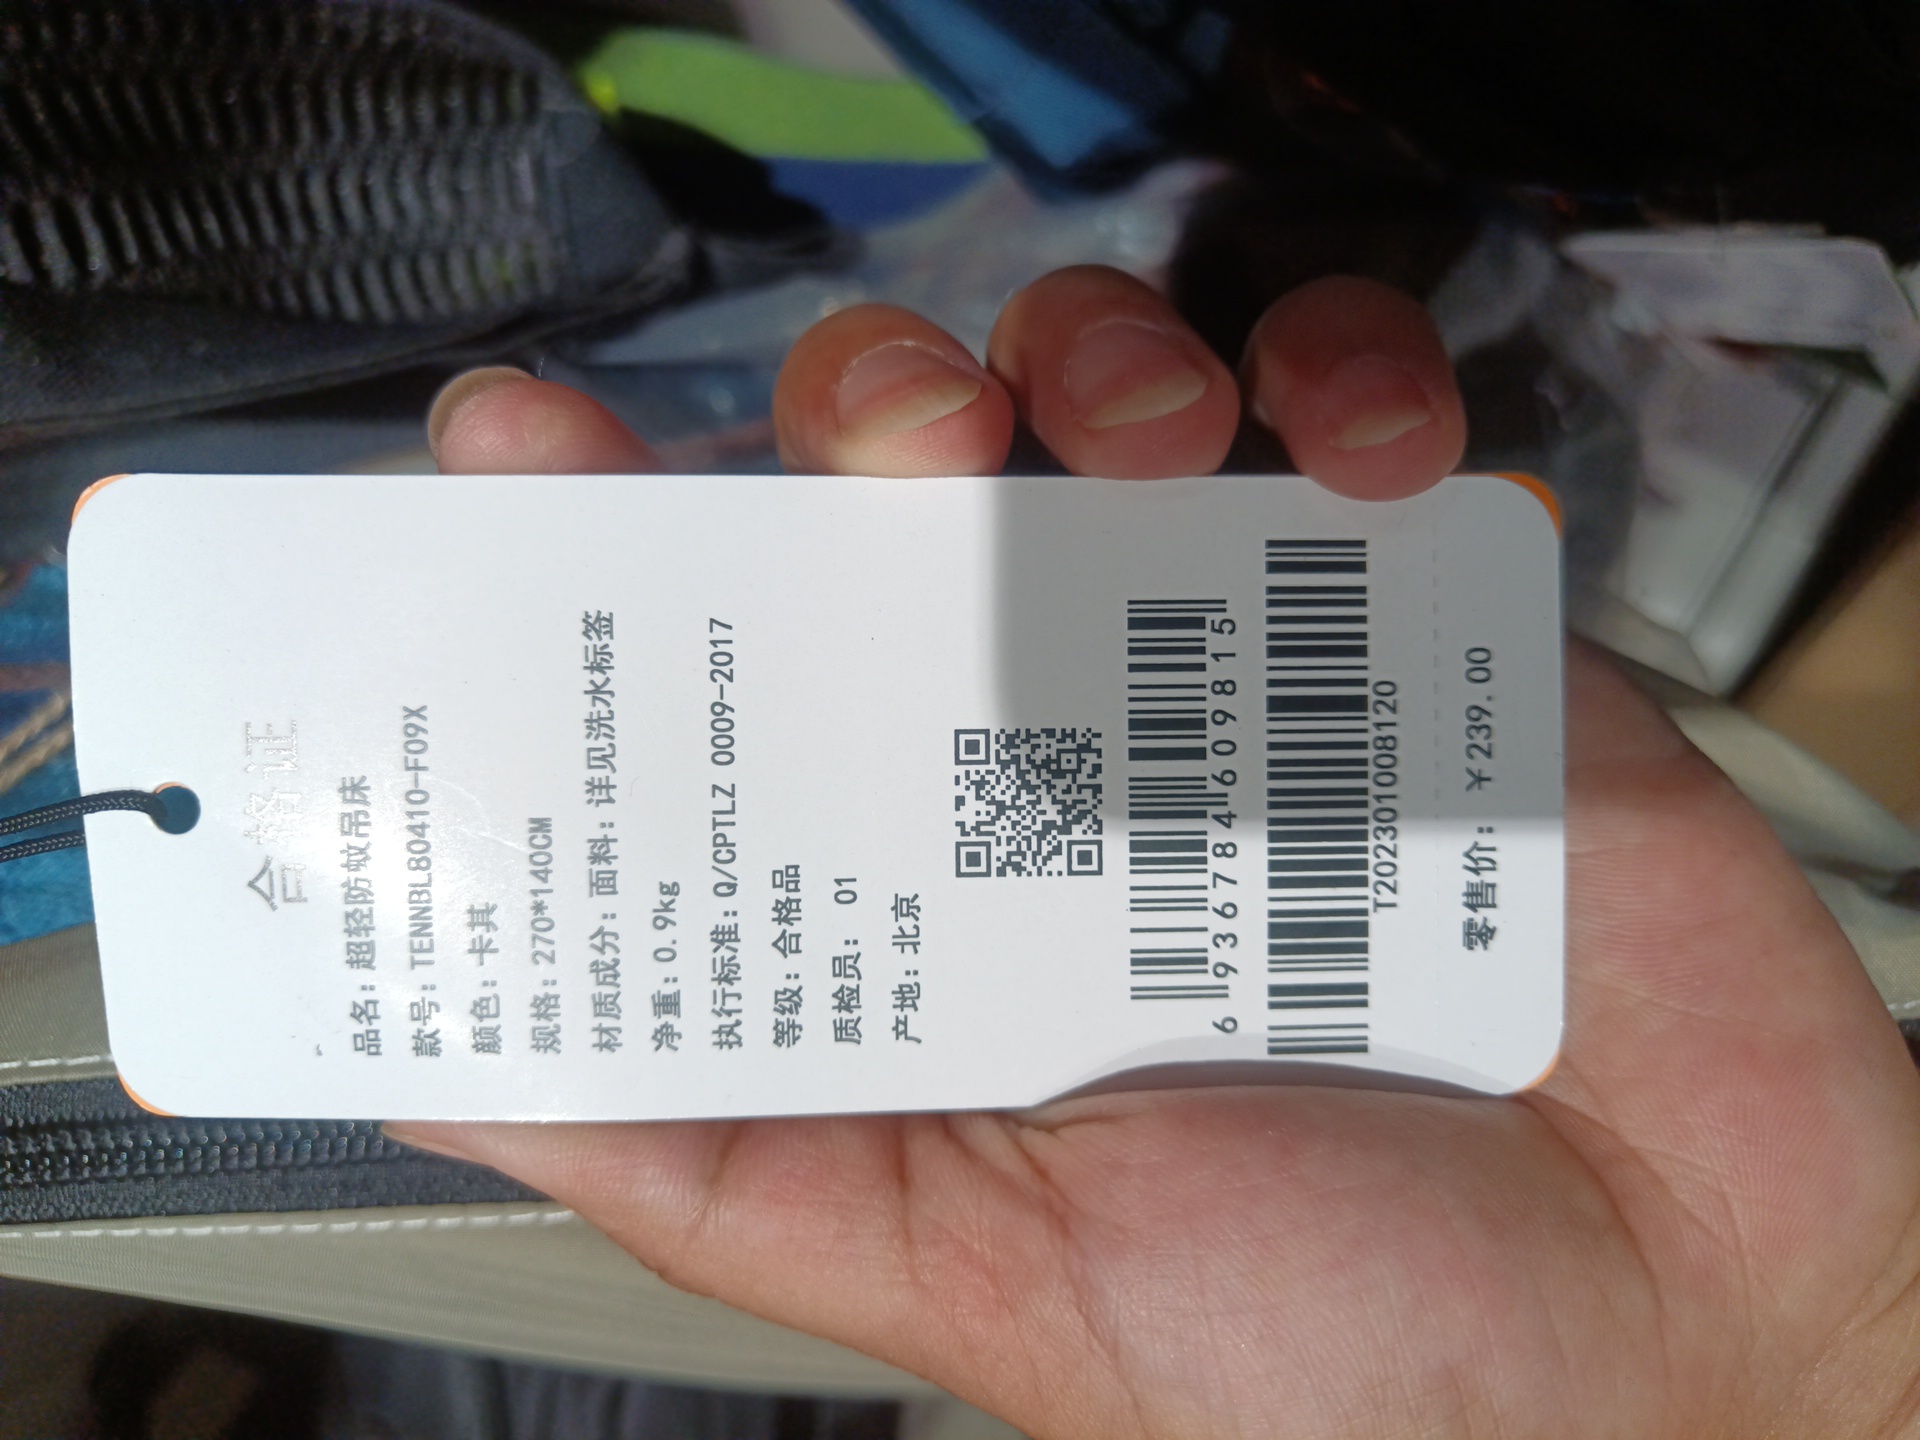 合格证
品名：超轻防蚊吊床
款号：TENNBL80410-F09X
颜色：卡其
规格：270*140CM
材质成分：面料：详见洗水标签
净重：0.9kg
执行标准：Q/CPTLZ 0009-2017
等级：合格品
质检员： 01
产地：北京
6 936784 609815
T202301008120
零售价： ￥239.00